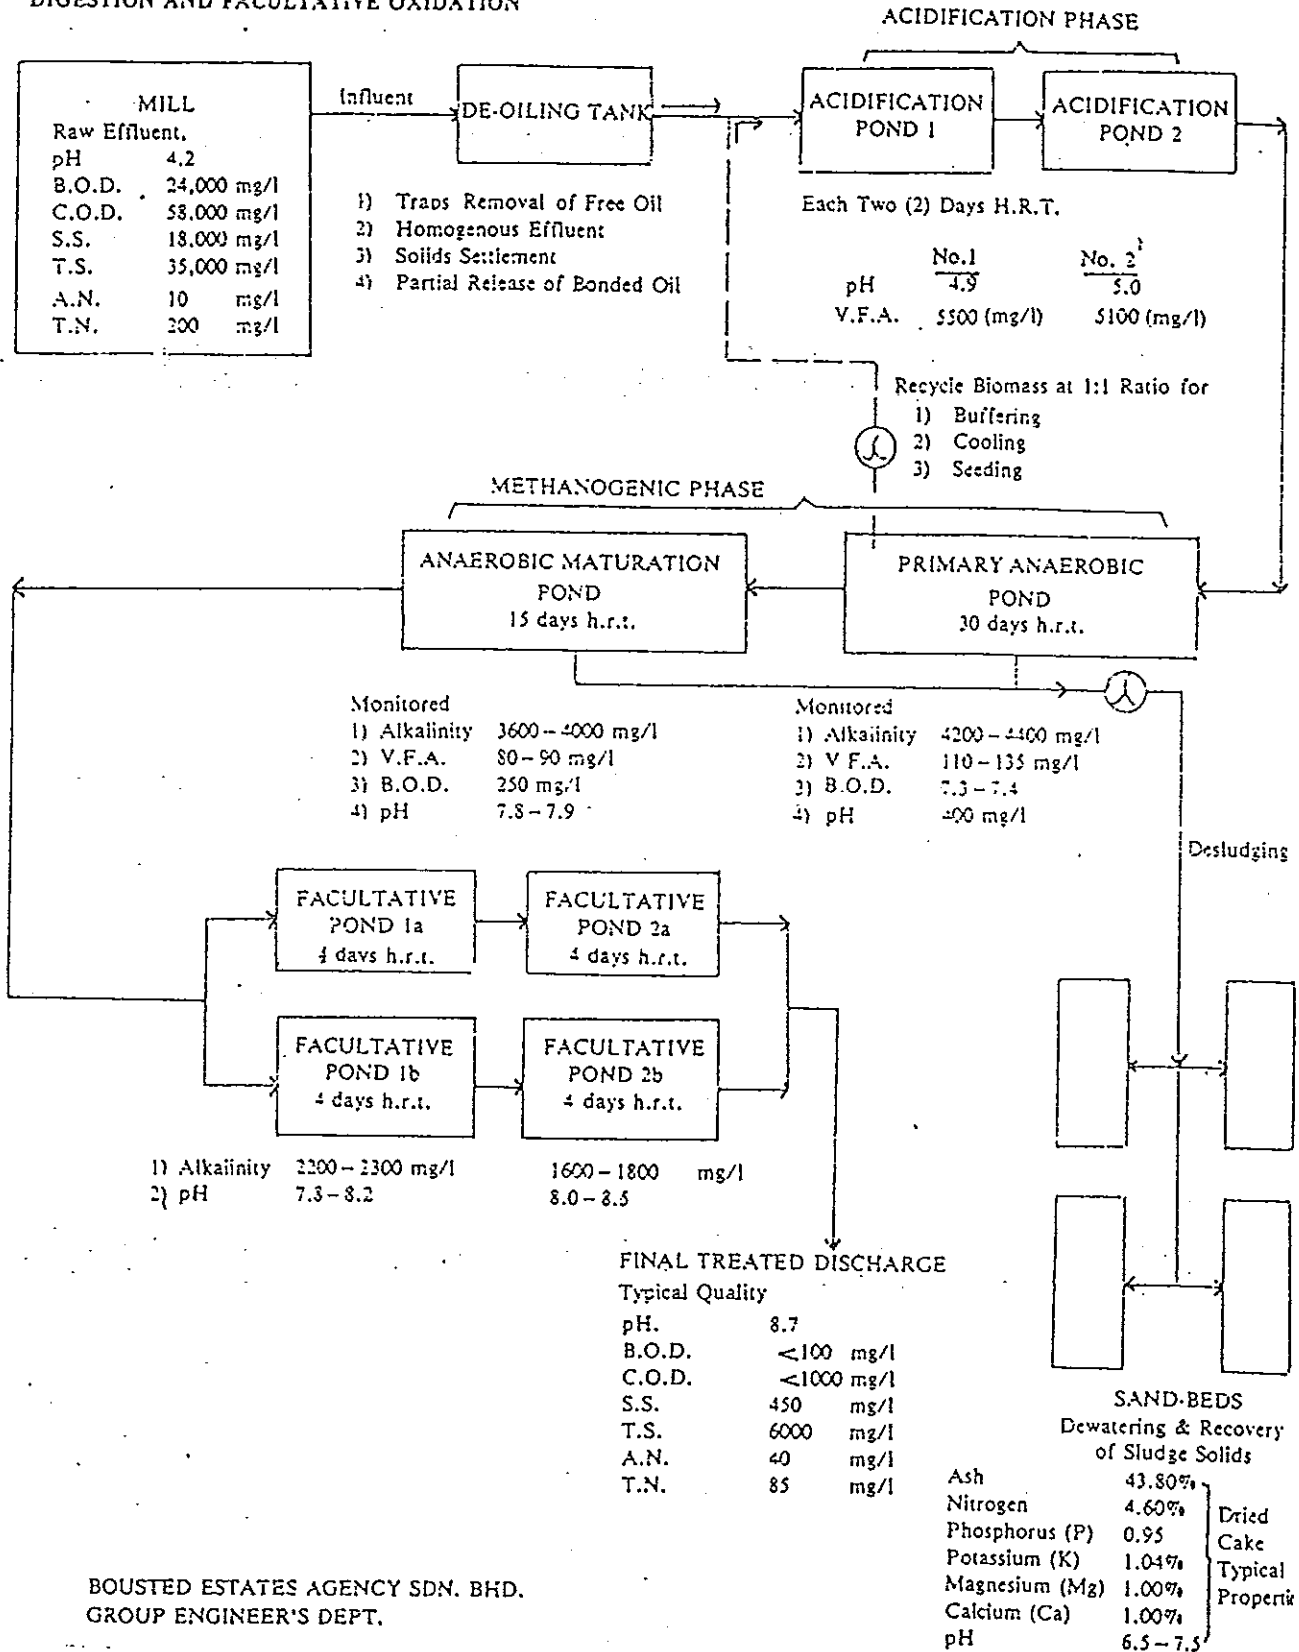 DIGESTION AND FACULTATIVE OXIDATION
ACIDIFICATION PHASE
MILL
Raw Effluent.
pH 4.2
B.O.D. 24,000 mg/l
C.O.D. 58,000 mg/l
S.S. 18,000 mg/l
T.S. 35,000 mg/l
A.N. 10 mg/l
T.N. 200 mg/l
Influent
DE-OILING TANK
ACIDIFICATION
POND 1
ACIDIFICATION
POND 2
1) Traps Removal of Free Oil
2) Homogenous Effluent
3) Solids Settlement
4) Partial Release of Bonded Oil
Each Two (2) Days H.R.T.
No.1 No. 2
pH 4.9 5.0
V.F.A. 5500 (mg/l) 5100 (mg/l)
Recycle Biomass at 1:1 Ratio for
1) Buffering
2) Cooling
3) Seeding
METHANOGENIC PHASE
ANAEROBIC MATURATION
POND
15 days h.r.t.
PRIMARY ANAEROBIC
POND
30 days h.r.t.
Monitored
1) Alkalinity 3600 – 4000 mg/l
2) V.F.A. 80 – 90 mg/l
3) B.O.D. 250 mg/l
4) pH 7.8 – 7.9
Monitored
1) Alkalinity 4200 – 4400 mg/l
2) V.F.A. 110 – 135 mg/l
3) B.O.D. 7.3 – 7.4
4) pH 400 mg/l
Desludging
FACULTATIVE
POND 1a
4 days h.r.t.
FACULTATIVE
POND 2a
4 days h.r.t.
FACULTATIVE
POND 1b
4 days h.r.t.
FACULTATIVE
POND 2b
4 days h.r.t.
1) Alkalinity 2200 – 2300 mg/l 1600 – 1800 mg/l
2) pH 7.8 – 8.2 8.0 – 8.5
FINAL TREATED DISCHARGE
Typical Quality
pH. 8.7
B.O.D. <100 mg/l
C.O.D. <1000 mg/l
S.S. 450 mg/l
T.S. 6000 mg/l
A.N. 40 mg/l
T.N. 85 mg/l
SAND-BEDS
Dewatering & Recovery
of Sludge Solids
Ash 43.80%
Nitrogen 4.60%
Phosphorus (P) 0.95
Potassium (K) 1.04%
Magnesium (Mg) 1.00%
Calcium (Ca) 1.00%
pH 6.5 – 7.5
Dried
Cake
Typical
Propertie
BOUSTED ESTATES AGENCY SDN. BHD.
GROUP ENGINEER'S DEPT.